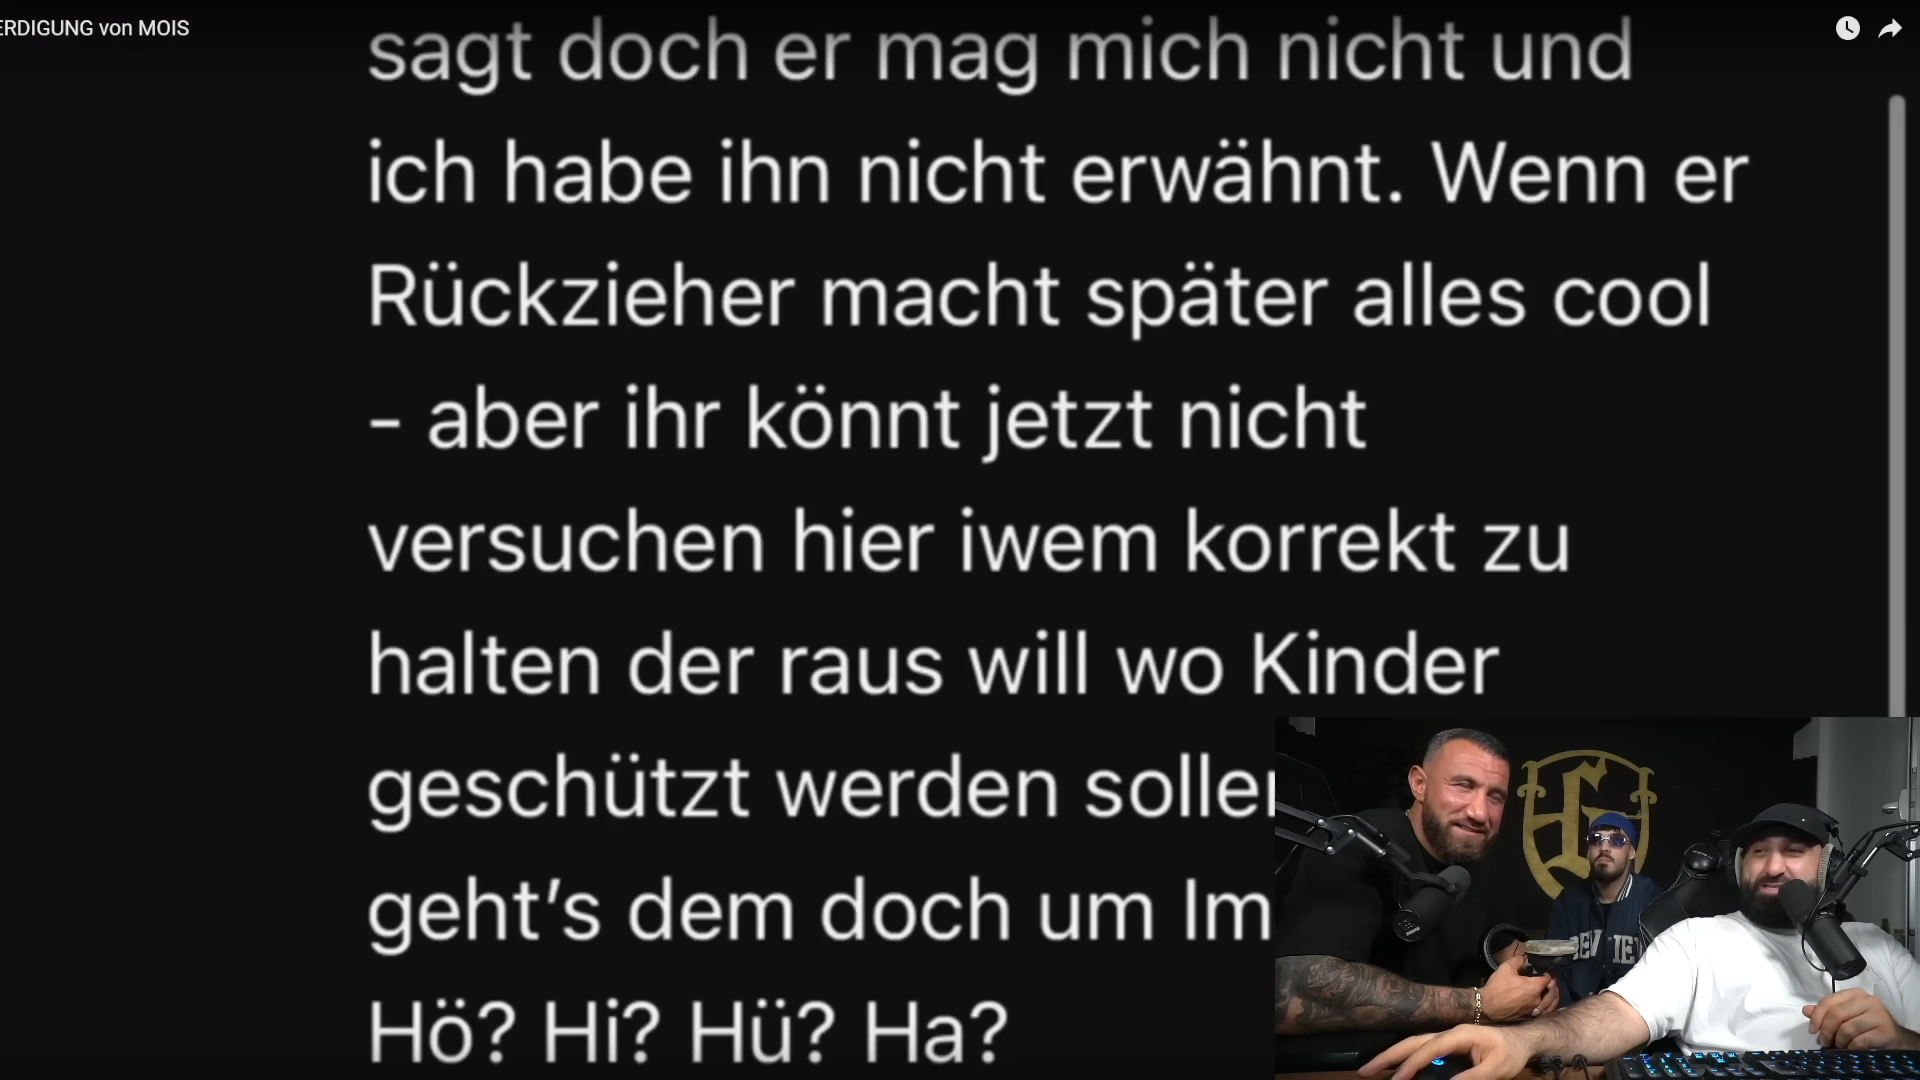 ERDIGUNG von MOIS
sagt doch er mag mich nicht und
ich habe ihn nicht erwähnt. Wenn er
Rückzieher macht später alles cool
- aber ihr könnt jetzt nicht
versuchen hier iwem korrekt zu
halten der raus will wo Kinder
geschützt werden sollen
geht’s dem doch um Im
Hö? Hi? Hü? Ha?